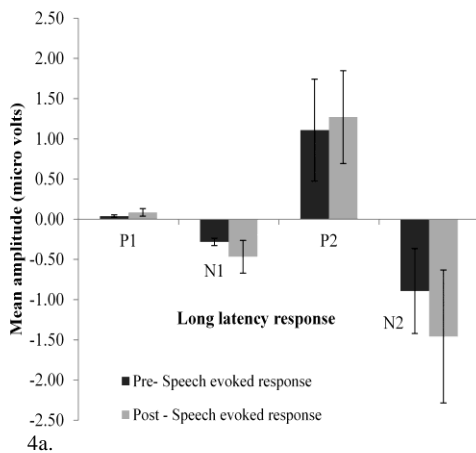 Mean amplitude (micro volts)
2.50
2.00
1.50
1.00
0.50
0.00
-0.50
-1.00
-1.50
-2.00
-2.50
P1
N1
P2
N2
Long latency response
Pre- Speech evoked response
Post - Speech evoked response
4a.